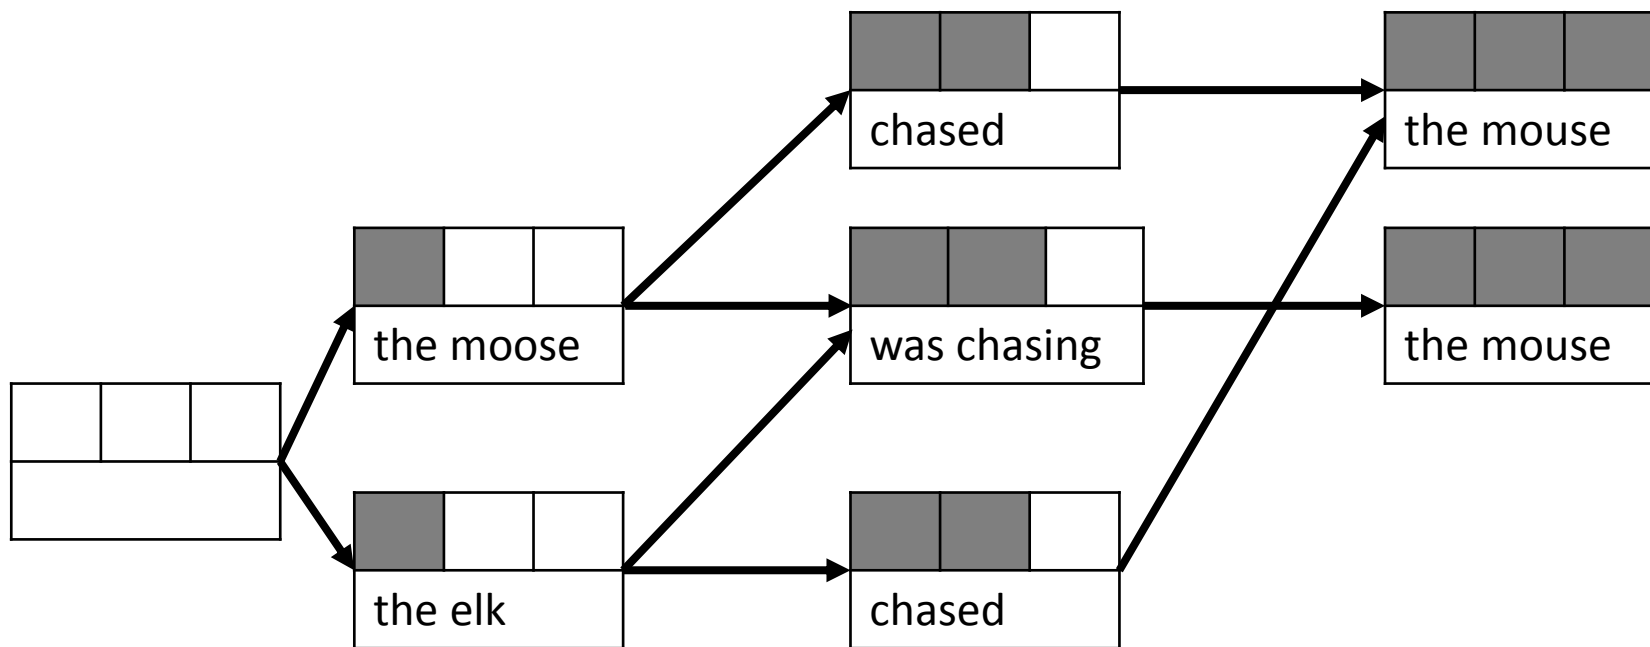 chased
the mouse
the moose
was chasing
the mouse
the elk
chased